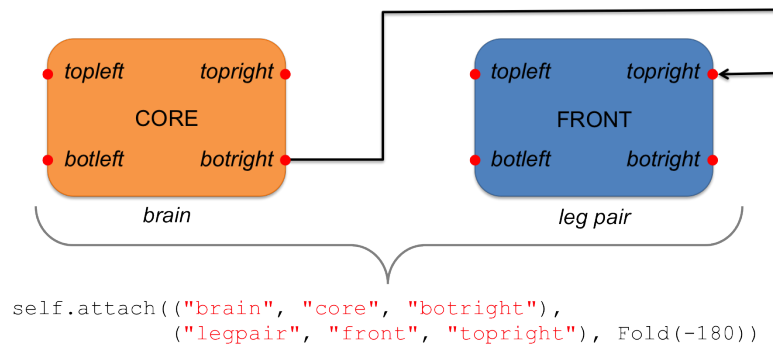 topleft topright topleft topright
CORE FRONT
botleft botright botleft botright
brain leg pair
self.attach(("brain", "core", "botright"),
("legpair", "front", "topright"), Fold(-180))